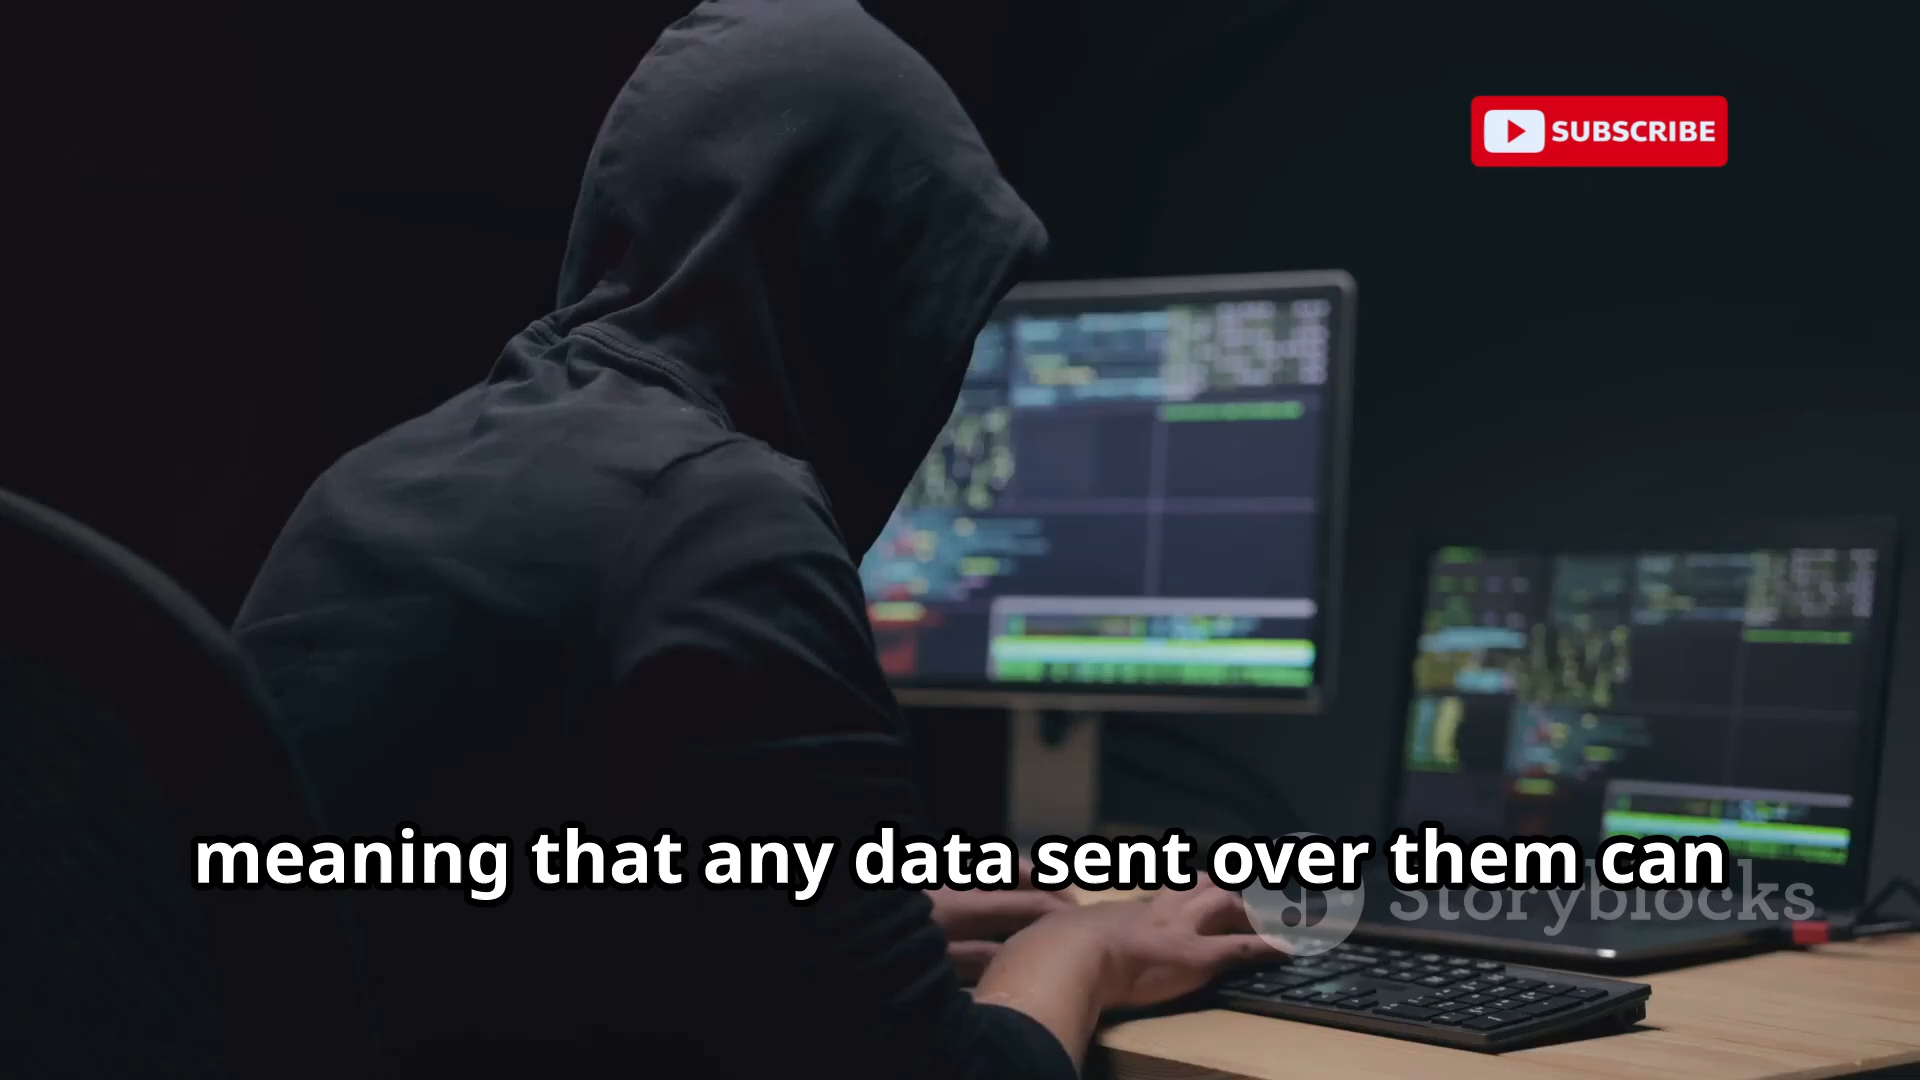 SUBSCRIBE
meaning that any data sent over them can
Storyblocks